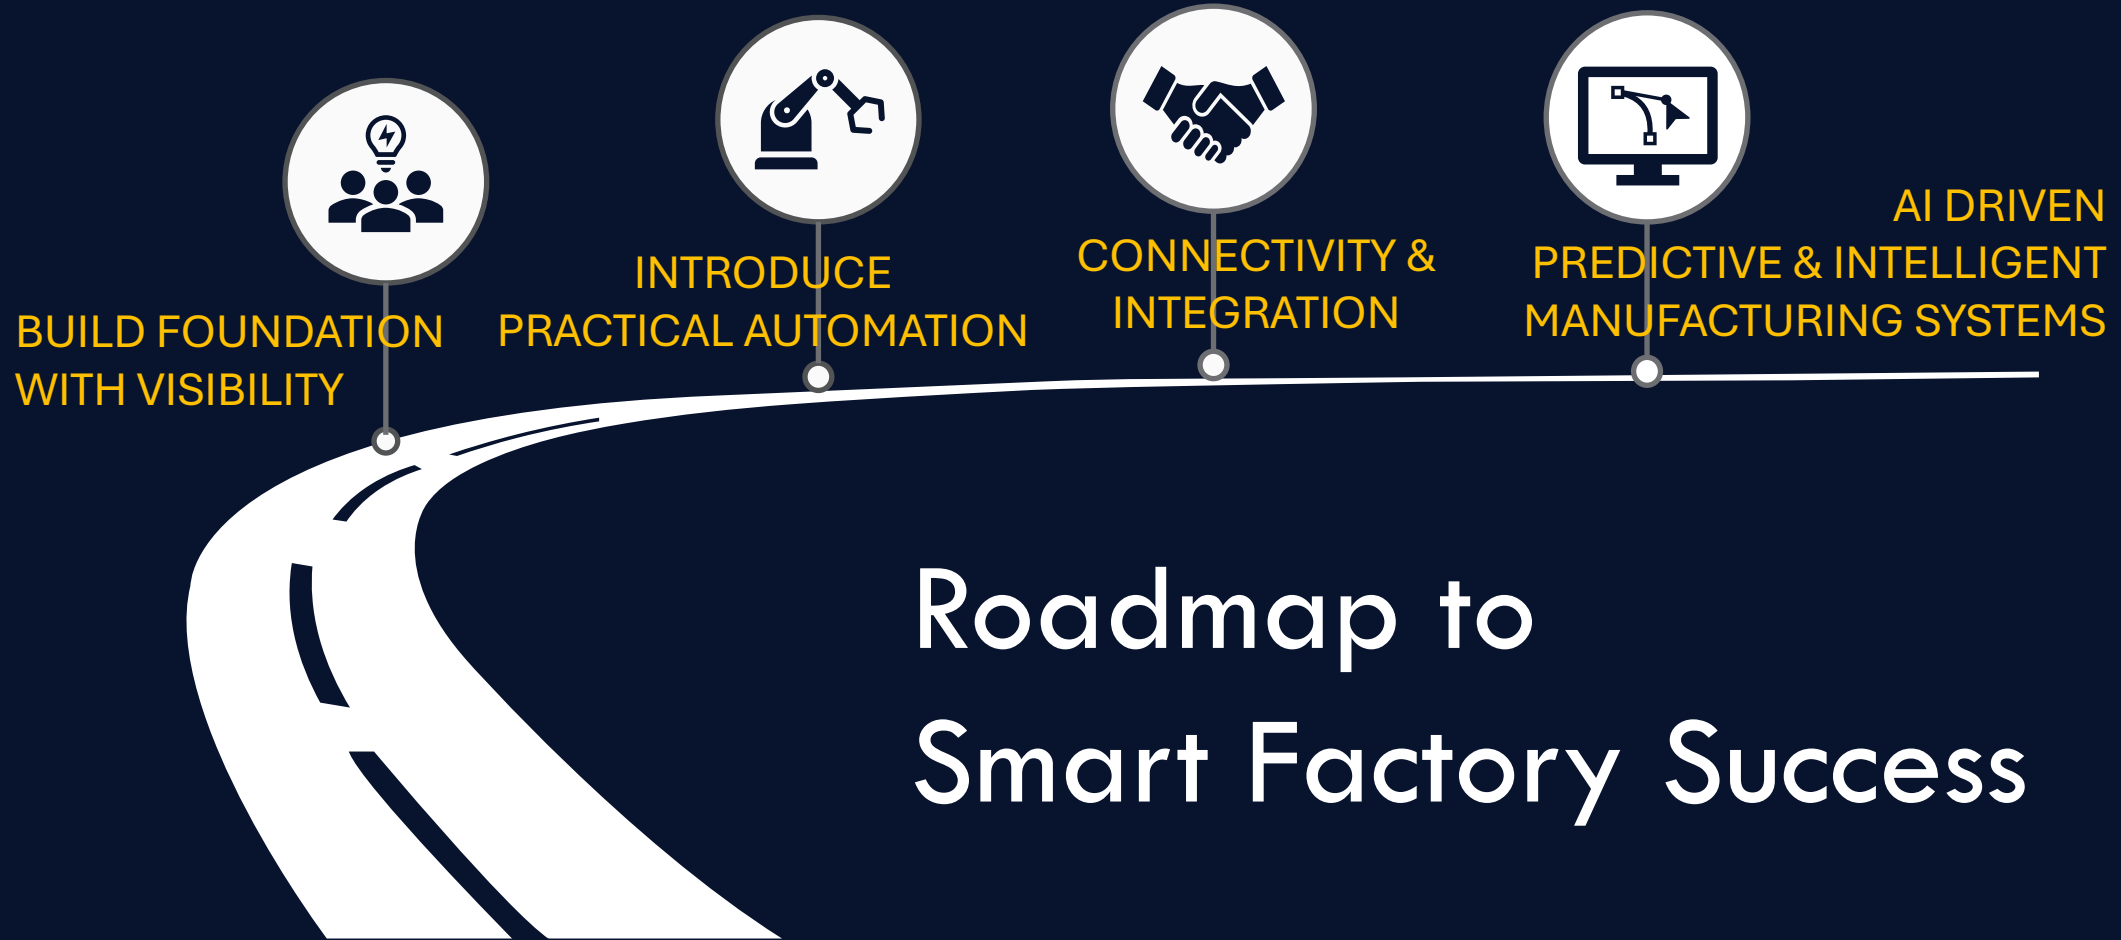 BUILD FOUNDATION
WITH VISIBILITY
INTRODUCE
PRACTICAL AUTOMATION
CONNECTIVITY &
INTEGRATION
AI DRIVEN
PREDICTIVE & INTELLIGENT
MANUFACTURING SYSTEMS
Roadmap to
Smart Factory Success